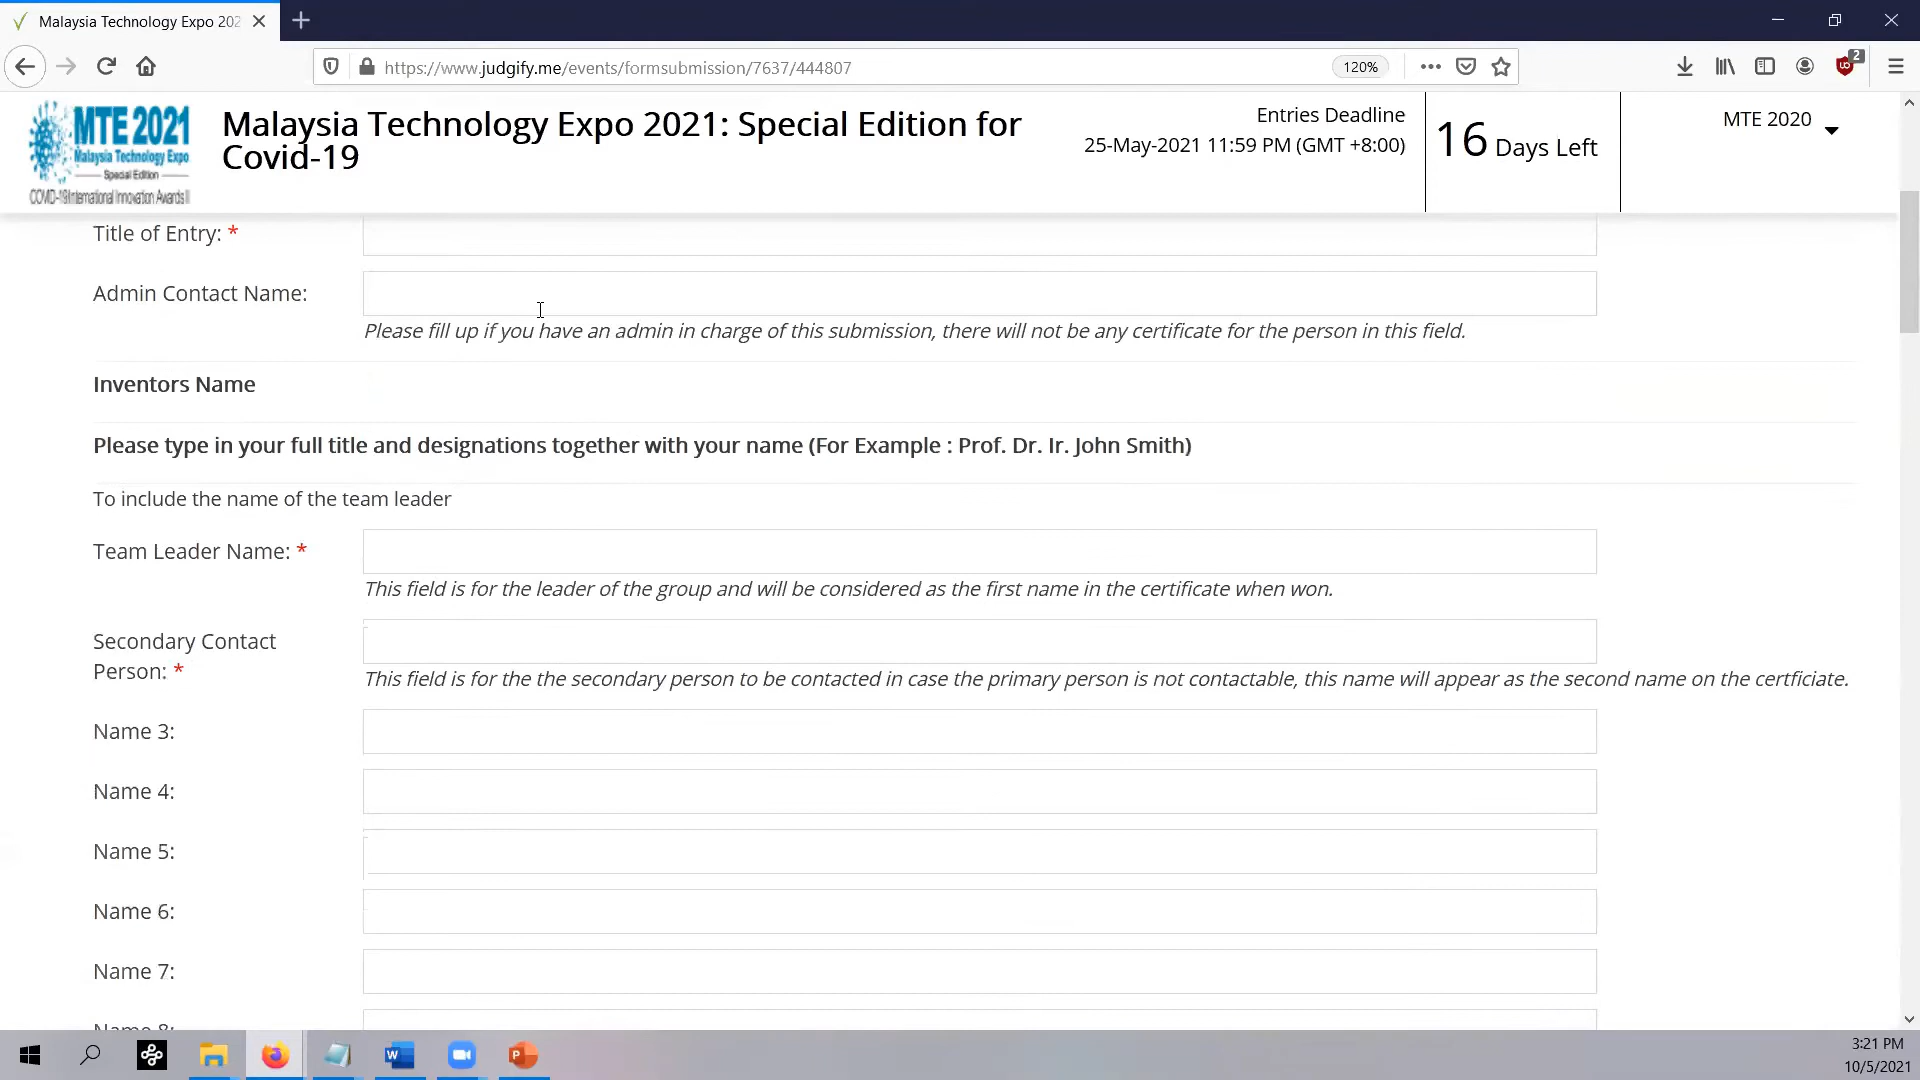 Malaysia Technology Expo 202
https://www.judgify.me/events/formsubmission/7637/444807
120%
2
MTE 2021
Malaysia Technology Expo
Special Edition
COVID-19 International Innovation Awards II
Malaysia Technology Expo 2021: Special Edition for
Covid-19
Entries Deadline
25-May-2021 11:59 PM (GMT +8:00)
16 Days Left
MTE 2020
Title of Entry: *
Admin Contact Name:
Please fill up if you have an admin in charge of this submission, there will not be any certificate for the person in this field.
Inventors Name
Please type in your full title and designations together with your name (For Example : Prof. Dr. Ir. John Smith)
To include the name of the team leader
Team Leader Name: *
This field is for the leader of the group and will be considered as the first name in the certificate when won.
Secondary Contact
Person: *
This field is for the the secondary person to be contacted in case the primary person is not contactable, this name will appear as the second name on the certficiate.
Name 3:
Name 4:
Name 5:
Name 6:
Name 7:
Name 8:
3:21 PM
10/5/2021